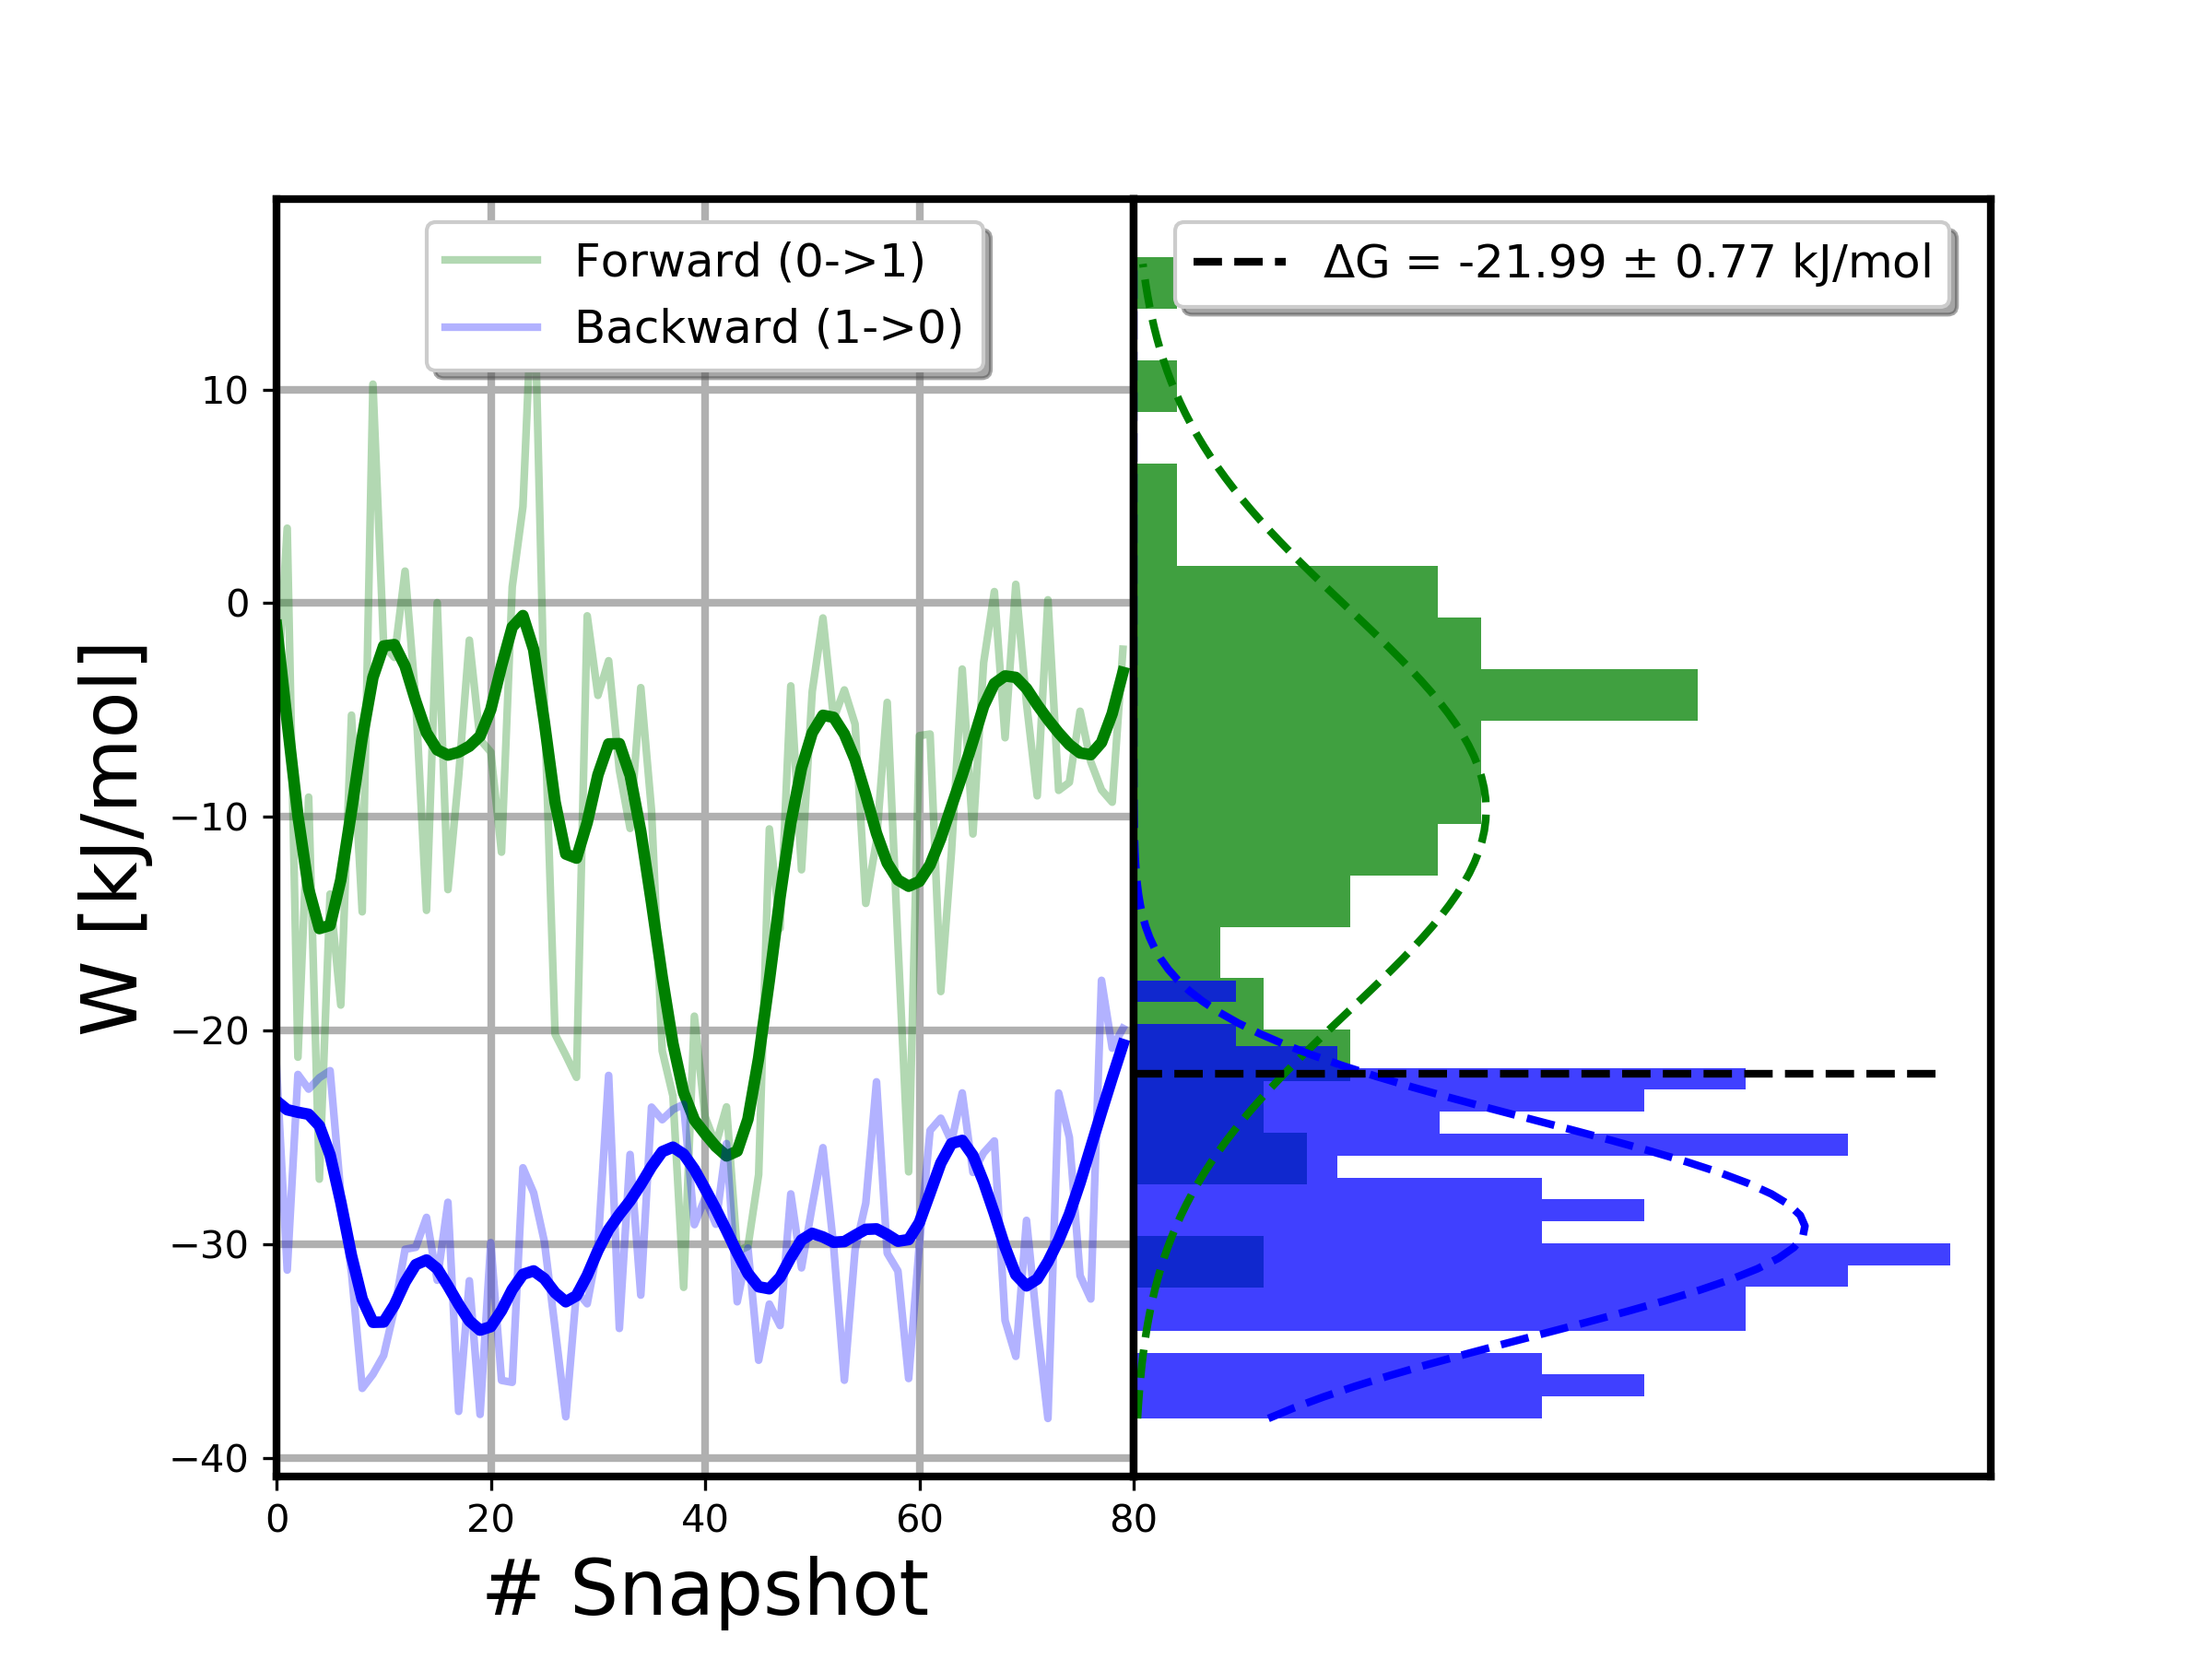 Forward (0->1)
Backward (1->0)
ΔG = -21.99 ± 0.77 kJ/mol
W [kJ/mol]
10
0
−10
−20
−30
−40
0 20 40 60 80
# Snapshot